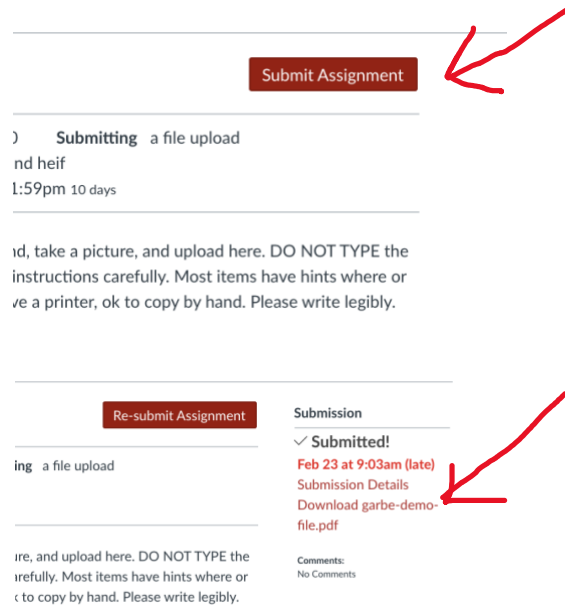 Submit Assignment
Submitting a file upload
nd heif
1:59pm 10 days
take a picture, and upload here. DO NOT TYPE the
instructions carefully. Most items have hints where or
a printer, ok to copy by hand. Please write legibly.
Re-submit Assignment
Submission
Submitted!
Feb 23 at 9:03am (late)
ing a file upload
Submission Details
Download garbe-demo-
file.pdf
and upload here. DO NOT TYPE the
Most items have hints where or
to copy by hand. Please write legibly.
Comments:
No Comments